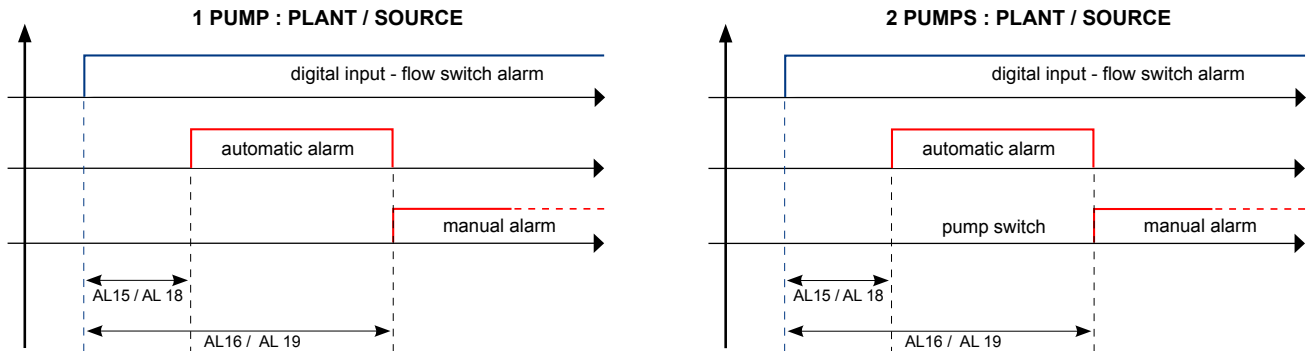 1 PUMP : PLANT / SOURCE
digital input - flow switch alarm
automatic alarm
manual alarm
AL15 / AL 18
AL16 / AL 19
2 PUMPS : PLANT / SOURCE
digital input - flow switch alarm
automatic alarm
pump switch manual alarm
AL15 / AL 18
AL16 / AL 19